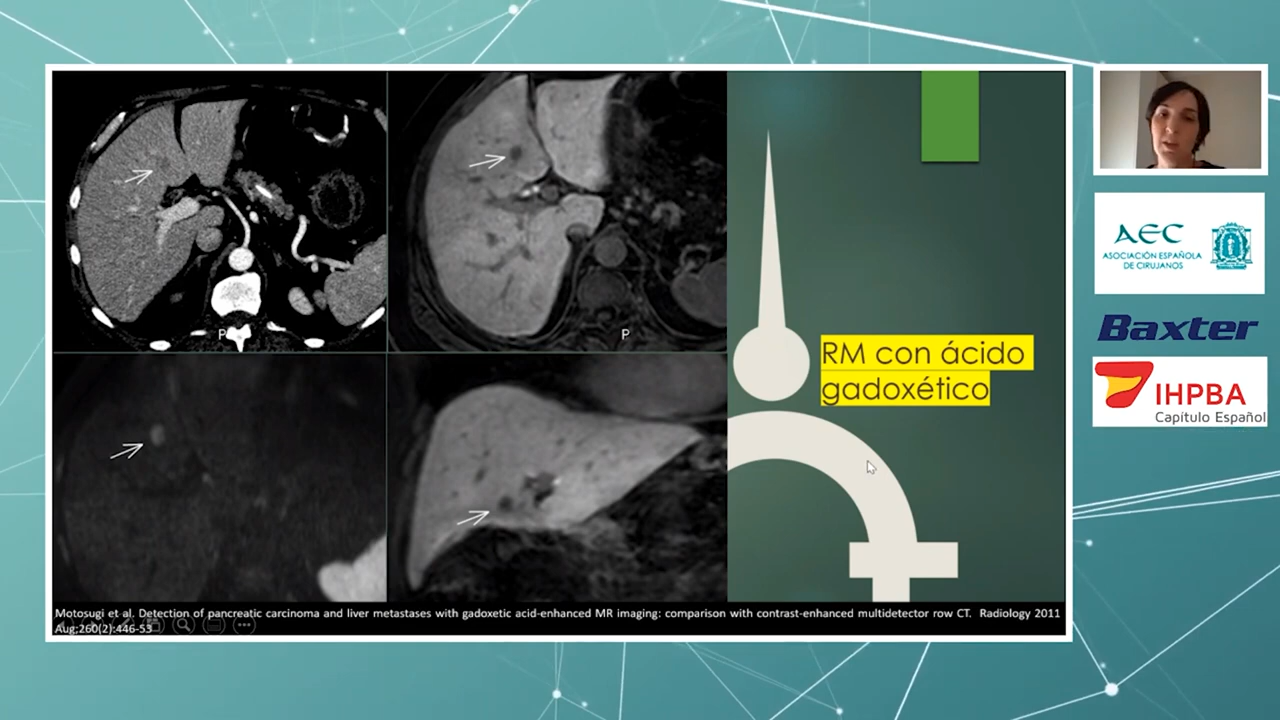 P
P
RM con ácido
gadoxético
Motosugi et al. Detection of pancreatic carcinoma and liver metastases with gadoxetic acid-enhanced MR imaging: comparison with contrast-enhanced multidetector row CT. Radiology 2011
Aug;260(2):446-53
AEC
ASOCIACIÓN ESPAÑOLA
DE CIRUJANOS
Baxter
IHPBA
Capítulo Español